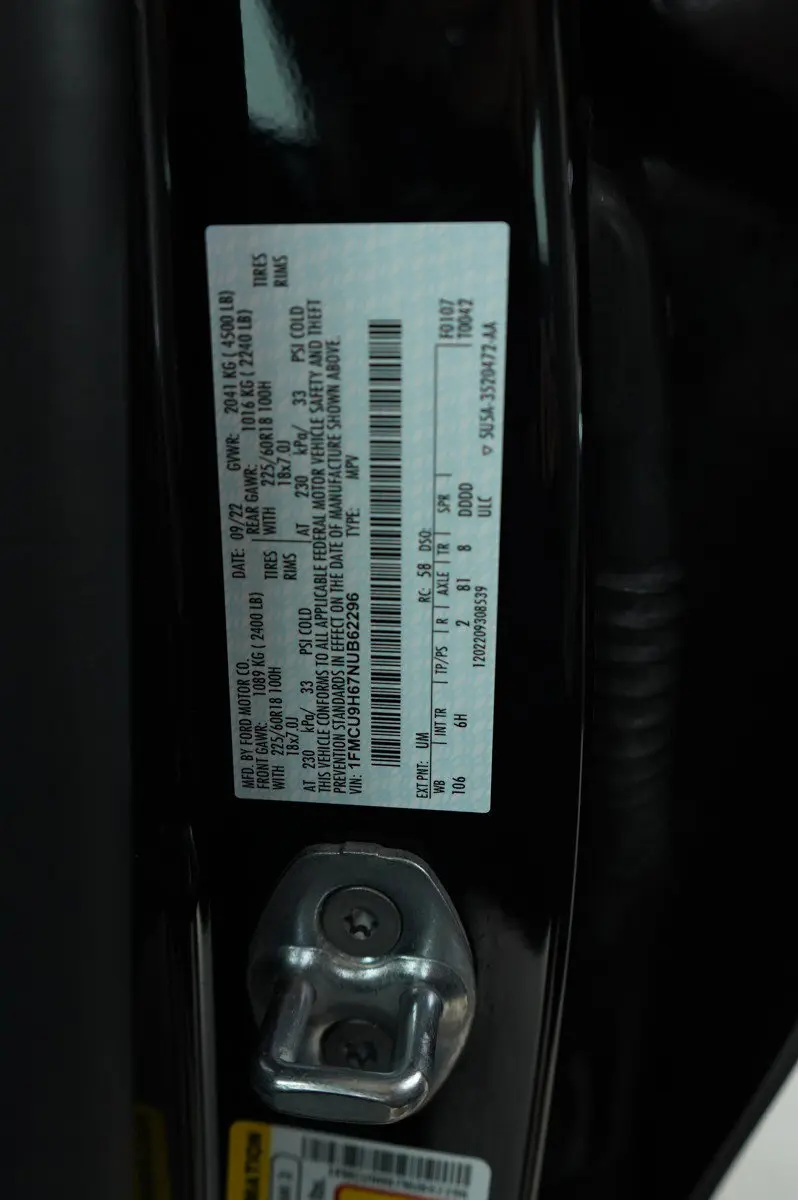 MFD. BY FORD MOTOR CO. DATE: 09/22 GVWR: 2041 KG ( 4500 LB)
FRONT GAWR: 1089 KG ( 2400 LB) REAR GAWR: 1016 KG ( 2240 LB)
WITH 225/60R18 100H TIRES WITH 225/60R18 100H TIRES
18x7.0J RIMS 18x7.0J RIMS
AT 230 kPa/ 33 PSI COLD AT 230 kPa/ 33 PSI COLD
THIS VEHICLE CONFORMS TO ALL APPLICABLE FEDERAL MOTOR VEHICLE SAFETY AND THEFT
PREVENTION STANDARDS IN EFFECT ON THE DATE OF MANUFACTURE SHOWN ABOVE.
VIN: 1FMCU9H67NUB62296 TYPE: MPV
EXT PNT: UM RC: 58 DSO: F0107
WB INT TR TP/PS R AXLE TR SPR T0042
106 6H 2 81 8 DDDD
1202209308539 ULC ▽ SU5A-3520472-AA
MATION